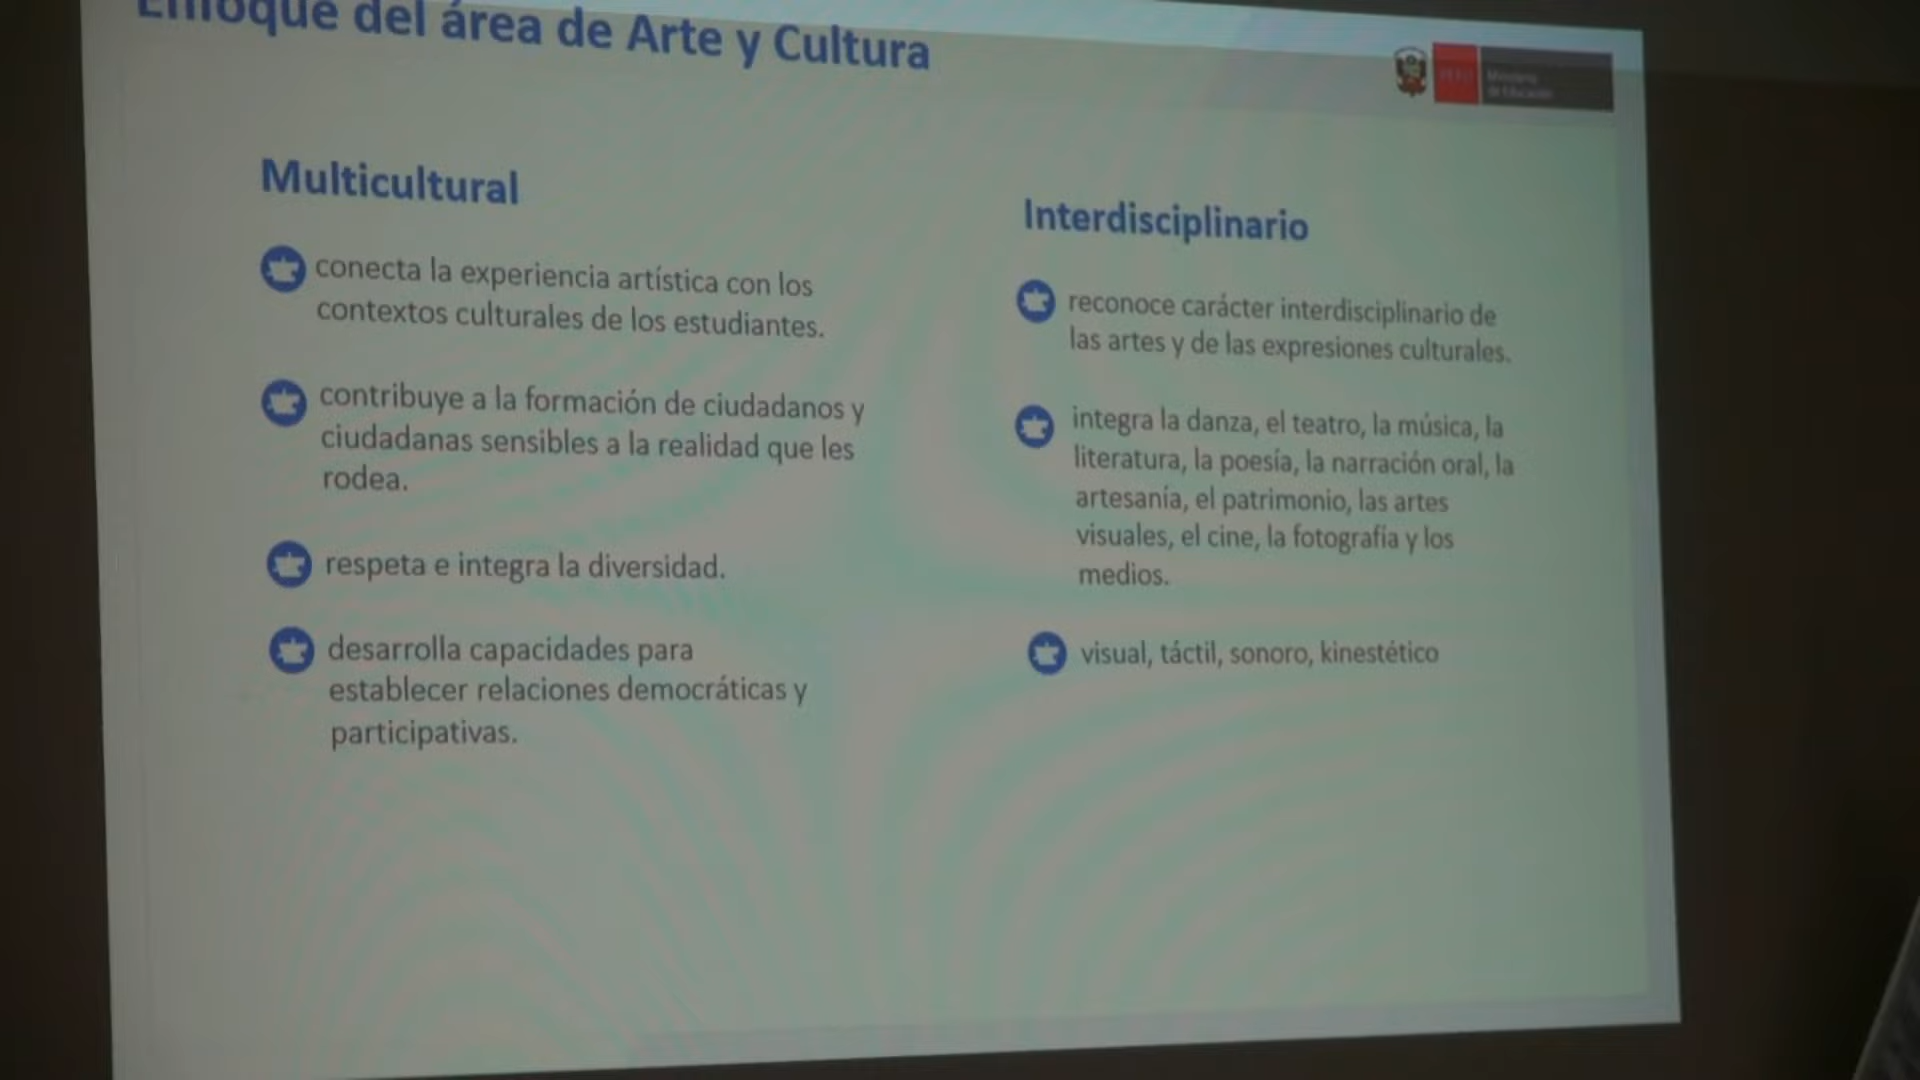 Enfoque del área de Arte y Cultura
PERÚ
Ministerio
de Educación
Multicultural
conecta la experiencia artística con los
contextos culturales de los estudiantes.
contribuye a la formación de ciudadanos y
ciudadanas sensibles a la realidad que les
rodea.
respeta e integra la diversidad.
desarrolla capacidades para
establecer relaciones democráticas y
participativas.
Interdisciplinario
reconoce carácter interdisciplinario de
las artes y de las expresiones culturales.
integra la danza, el teatro, la música, la
literatura, la poesía, la narración oral, la
artesanía, el patrimonio, las artes
visuales, el cine, la fotografía y los
medios.
visual, táctil, sonoro, kinestético